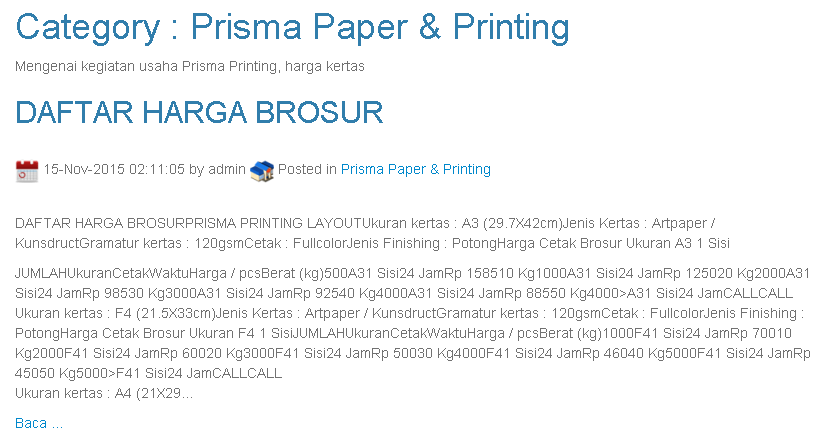 Category : Prisma Paper & Printing
Mengenai kegiatan usaha Prisma Printing, harga kertas
DAFTAR HARGA BROSUR
15-Nov-2015 02:11:05 by admin Posted in Prisma Paper & Printing
DAFTAR HARGA BROSURPRISMA PRINTING LAYOUTUkuran kertas : A3 (29.7X42cm)Jenis Kertas : Artpaper /
KunsdructGramatur kertas : 120gsmCetak : FullcolorJenis Finishing : PotongHarga Cetak Brosur Ukuran A3 1 Sisi
JUMLAHUkuranCetakWaktuHarga / pcsBerat (kg)500A31 Sisi24 JamRp 158510 Kg1000A31 Sisi24 JamRp 125020 Kg2000A31
Sisi24 JamRp 98530 Kg3000A31 Sisi24 JamRp 92540 Kg4000A31 Sisi24 JamRp 88550 Kg4000>A31 Sisi24 JamCALLCALL
Ukuran kertas : F4 (21.5X33cm)Jenis Kertas : Artpaper / KunsdructGramatur kertas : 120gsmCetak : FullcolorJenis Finishing :
PotongHarga Cetak Brosur Ukuran F4 1 SisiJUMLAHUkuranCetakWaktuHarga / pcsBerat (kg)1000F41 Sisi24 JamRp 70010
Kg2000F41 Sisi24 JamRp 60020 Kg3000F41 Sisi24 JamRp 50030 Kg4000F41 Sisi24 JamRp 46040 Kg5000F41 Sisi24 JamRp
45050 Kg5000>F41 Sisi24 JamCALLCALL
Ukuran kertas : A4 (21X29...
Baca ...